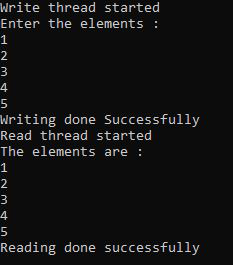 Write thread started
Enter the elements :
1
2
3
4
5
Writing done Successfully
Read thread started
The elements are :
1
2
3
4
5
Reading done successfully